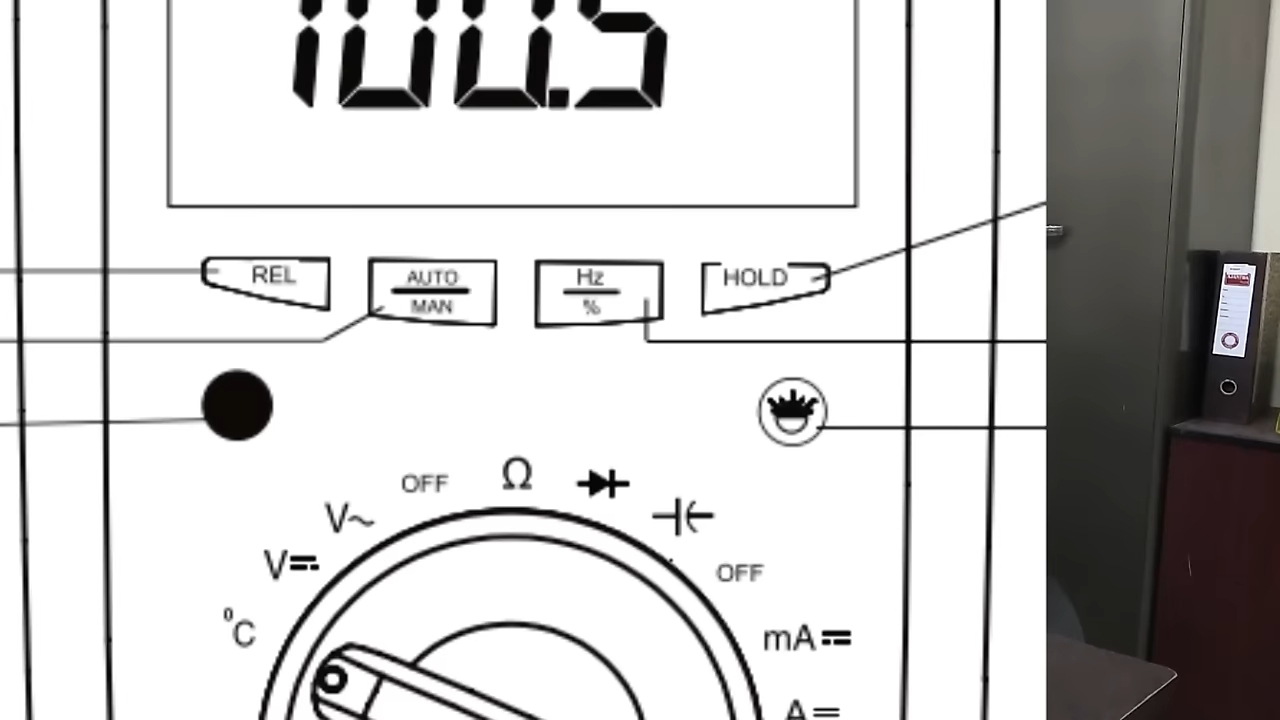 100.5
REL
AUTO
MAN
Hz
%
HOLD
OFF
Ω
V~
V⎓
OFF
°C
mA⎓
A⎓